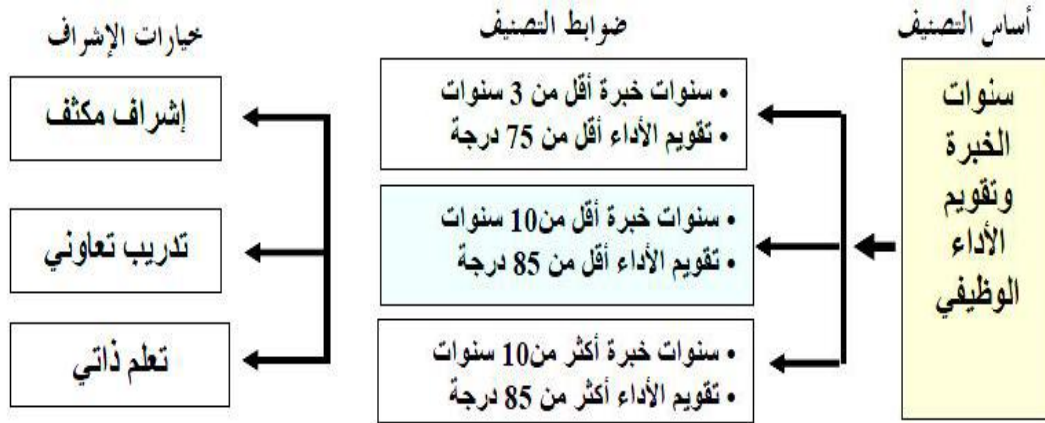 أساس التصنيف
سنوات
الخبرة
وتقويم
الأداء
الوظيفي
ضوابط التصنيف
• سنوات خبرة أقل من 3 سنوات
• تقويم الأداء أقل من 75 درجة
• سنوات خبرة أقل من10 سنوات
• تقويم الأداء أقل من 85 درجة
• سنوات خبرة أكثر من10 سنوات
• تقويم الأداء أكثر من 85 درجة
خيارات الإشراف
إشراف مكثف
تدريب تعاوني
تعلم ذاتي